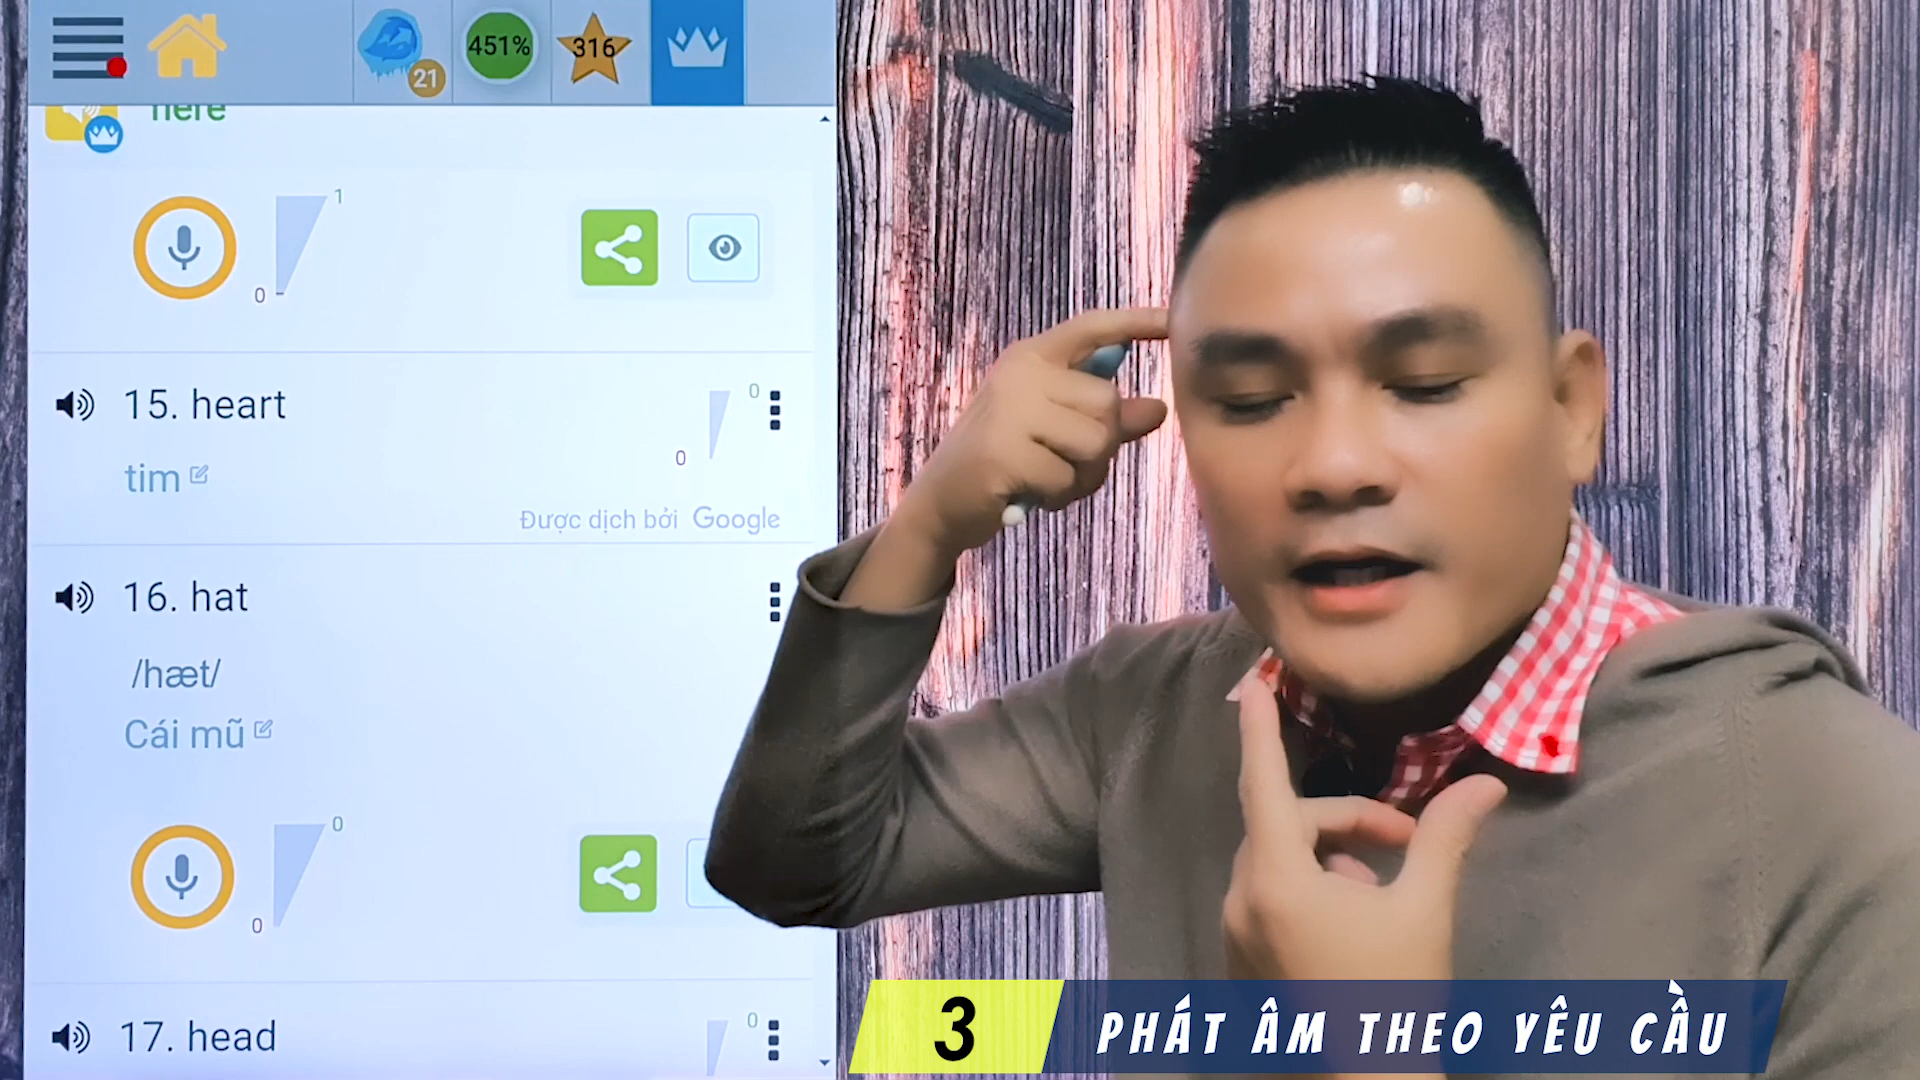 21
451%
316
here
1
0
15. heart
0
0
tim
Được dịch bởi Google
16. hat
/hæt/
Cái mũ
0
0
17. head
0
3 PHÁT ÂM THEO YÊU CẦU